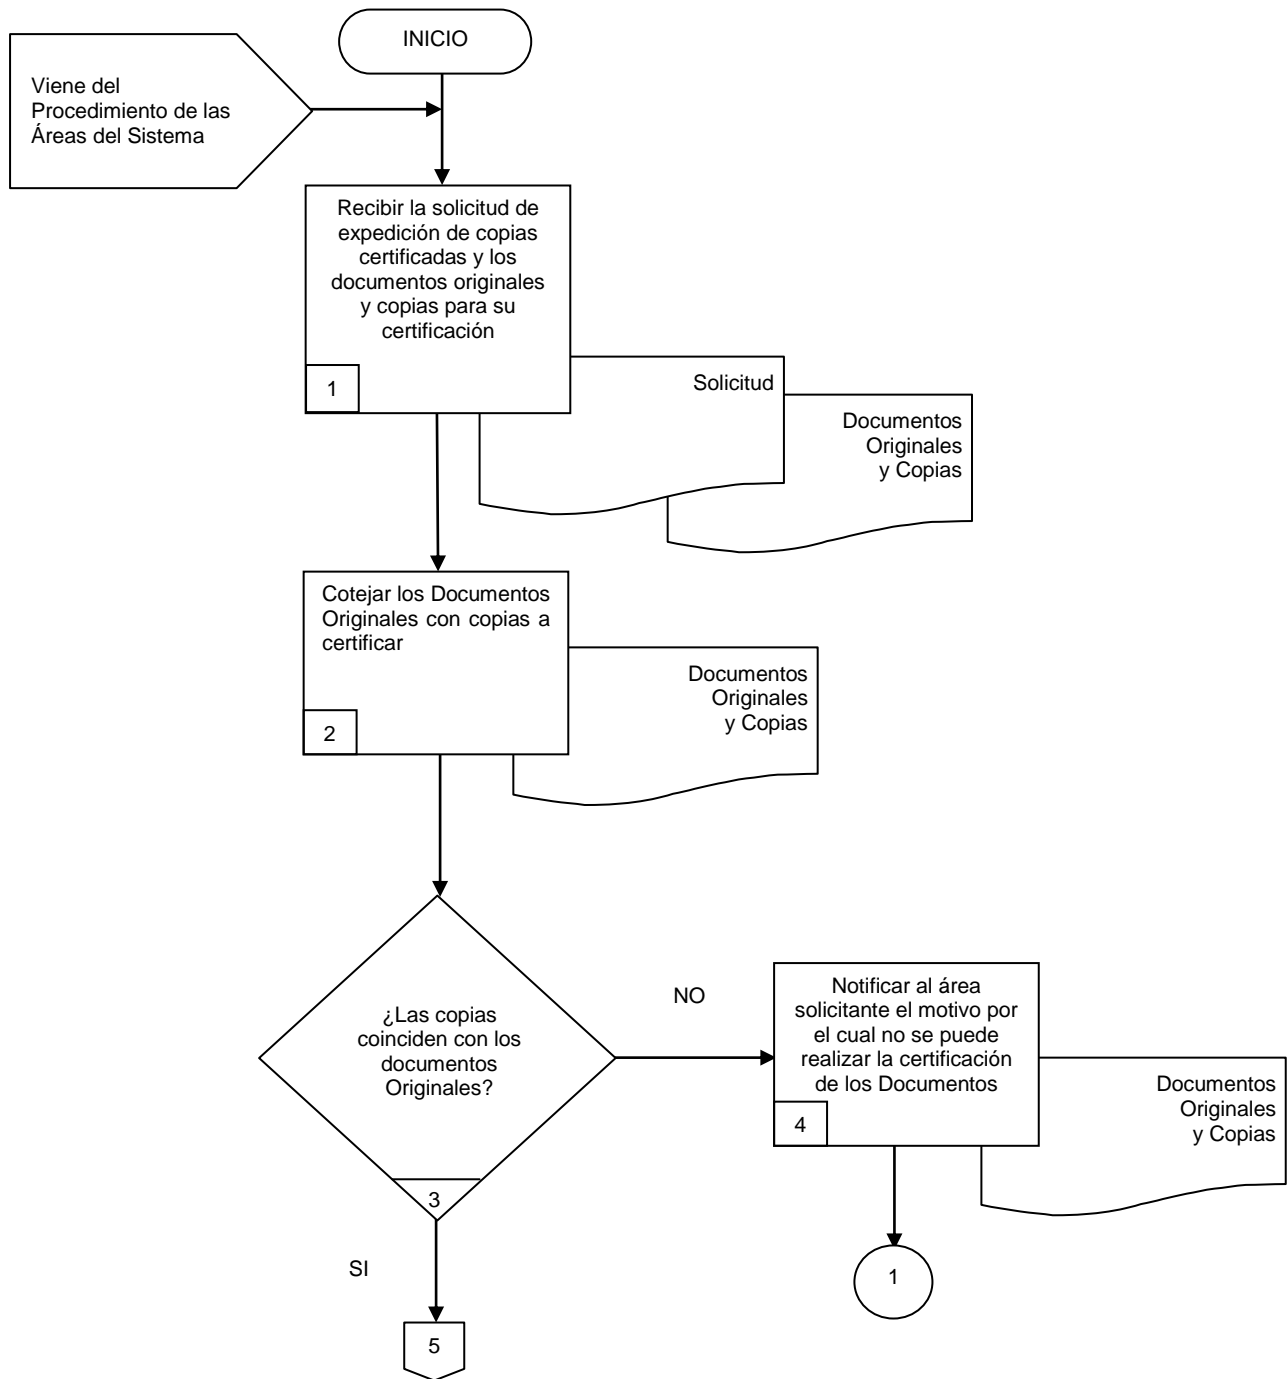 INICIO
Viene del
Procedimiento de las
Áreas del Sistema
Recibir la solicitud de
expedición de copias
certificadas y los
documentos originales
y copias para su
certificación
1
Solicitud
Documentos
Originales
y Copias
Cotejar los Documentos
Originales con copias a
certificar
2
Documentos
Originales
y Copias
¿Las copias
coinciden con los
documentos
Originales?
3
NO
Notificar al área
solicitante el motivo por
el cual no se puede
realizar la certificación
de los Documentos
4
Documentos
Originales
y Copias
SI
1
5